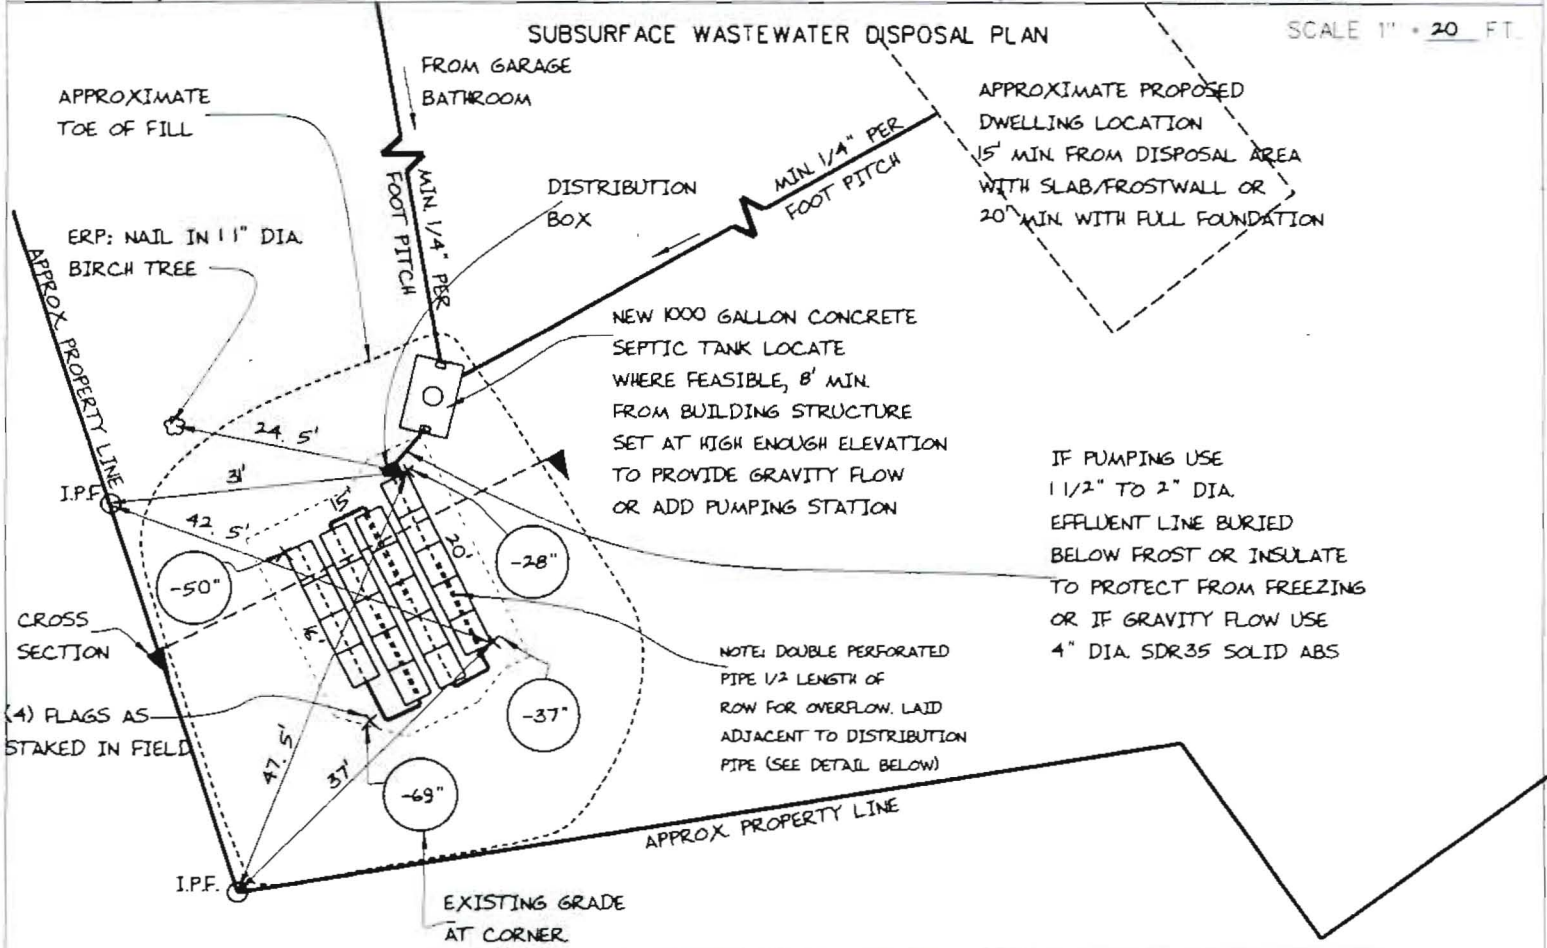 SUBSURFACE WASTEWATER DISPOSAL PLAN
SCALE 1" = 20 FT.
FROM GARAGE
BATHROOM
APPROXIMATE
TOE OF FILL
APPROXIMATE PROPOSED
DWELLING LOCATION
15' MIN. FROM DISPOSAL AREA
WITH SLAB/FROSTWALL OR
20' MIN. WITH FULL FOUNDATION
MIN. 1/4" PER
FOOT PITCH
MIN. 1/4" PER
FOOT PITCH
DISTRIBUTION
BOX
ERP: NAIL IN 11" DIA.
BIRCH TREE
APPROX PROPERTY LINE
NEW 1000 GALLON CONCRETE
SEPTIC TANK LOCATE
WHERE FEASIBLE, 8' MIN.
FROM BUILDING STRUCTURE
SET AT HIGH ENOUGH ELEVATION
TO PROVIDE GRAVITY FLOW
OR ADD PUMPING STATION
24. 5'
31'
I.P.F.
42. 5'
15'
20'
-50"
-28"
IF PUMPING USE
1 1/2" TO 2" DIA.
EFFLUENT LINE BURIED
BELOW FROST OR INSULATE
TO PROTECT FROM FREEZING
OR IF GRAVITY FLOW USE
4" DIA. SDR35 SOLID ABS
CROSS
SECTION
NOTE: DOUBLE PERFORATED
PIPE 1/2 LENGTH OF
ROW FOR OVERFLOW. LAID
ADJACENT TO DISTRIBUTION
PIPE (SEE DETAIL BELOW)
(4) FLAGS AS
STAKED IN FIELD
-37"
47. 5'
37'
-69"
APPROX. PROPERTY LINE
I.P.F.
EXISTING GRADE
AT CORNER